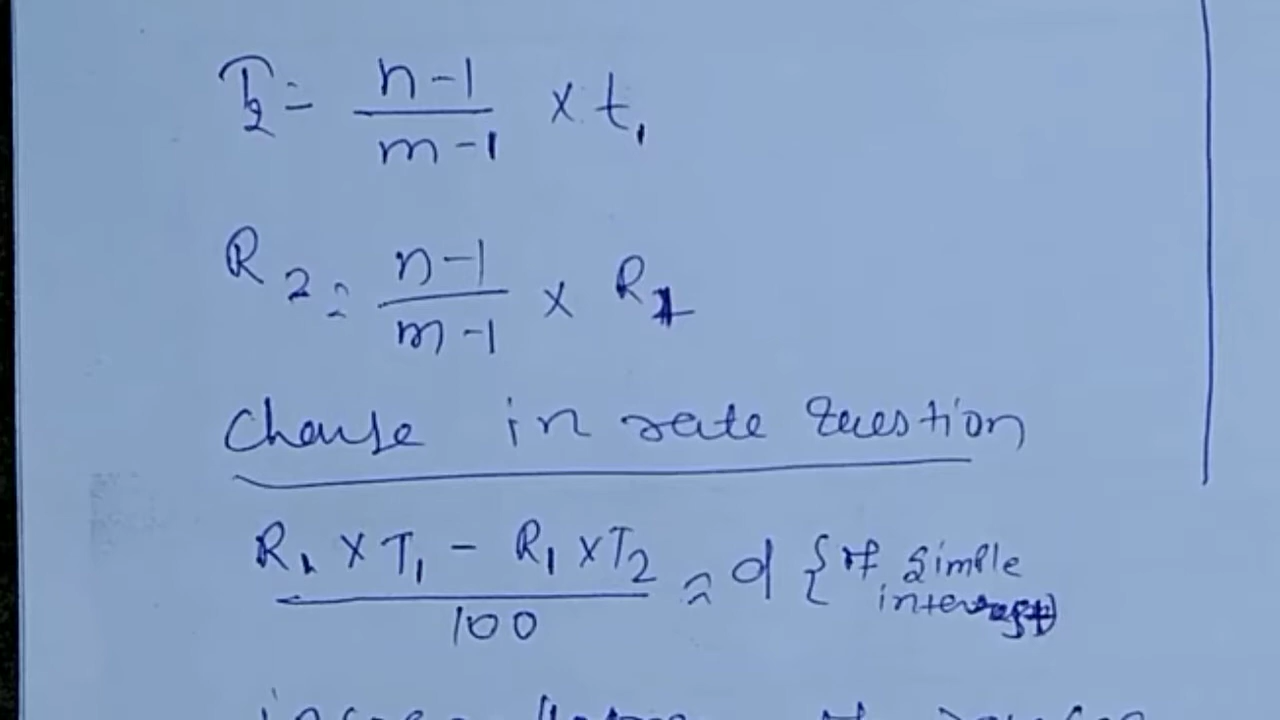 T2 = n-1 / m-1 × t1
R2 = n-1 / m-1 × R1
Change in rate question
R1 × T1 - R1 × T2 / 100 = d { if simple
interest }